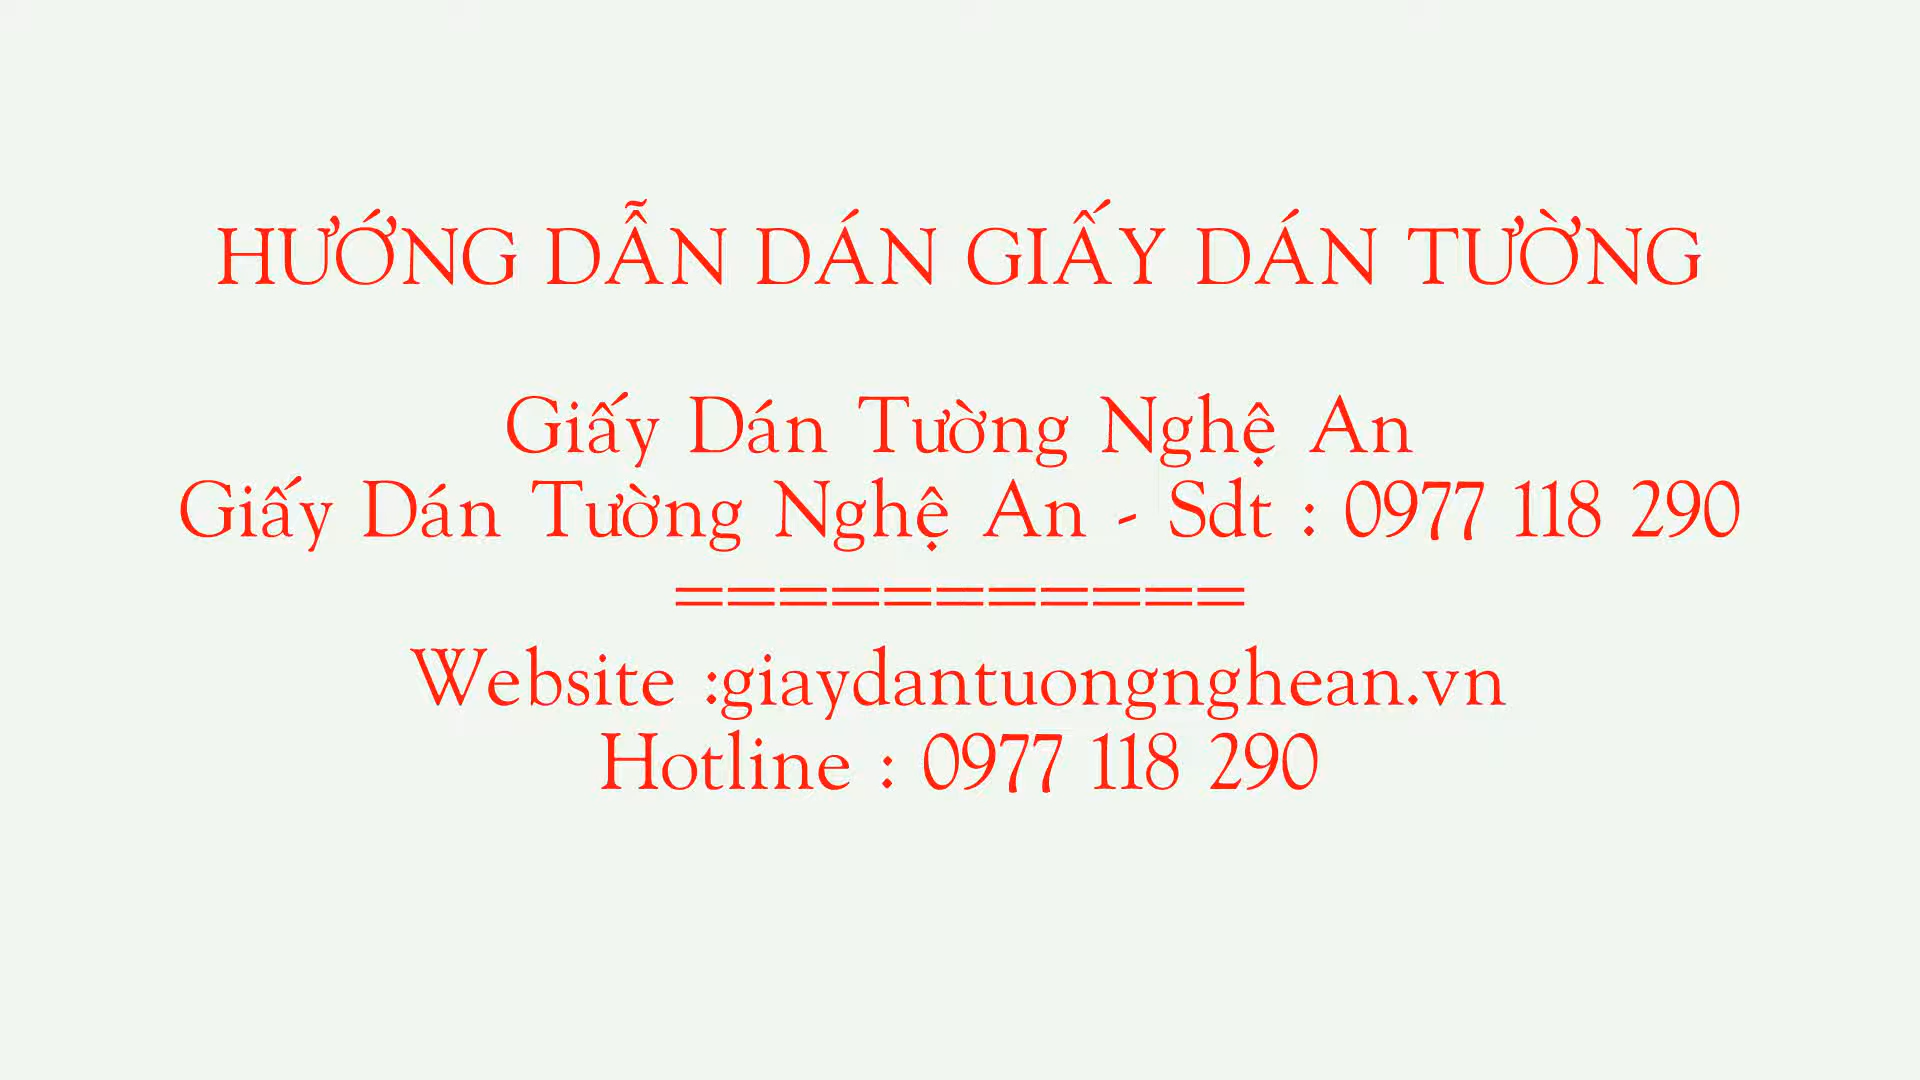 HƯỚNG DẪN DÁN GIẤY DÁN TƯỜNG
Giấy Dán Tường Nghệ An
Giấy Dán Tường Nghệ An - Sdt : 0977 118 290
===========
Website :giaydantuongnghean.vn
Hotline : 0977 118 290